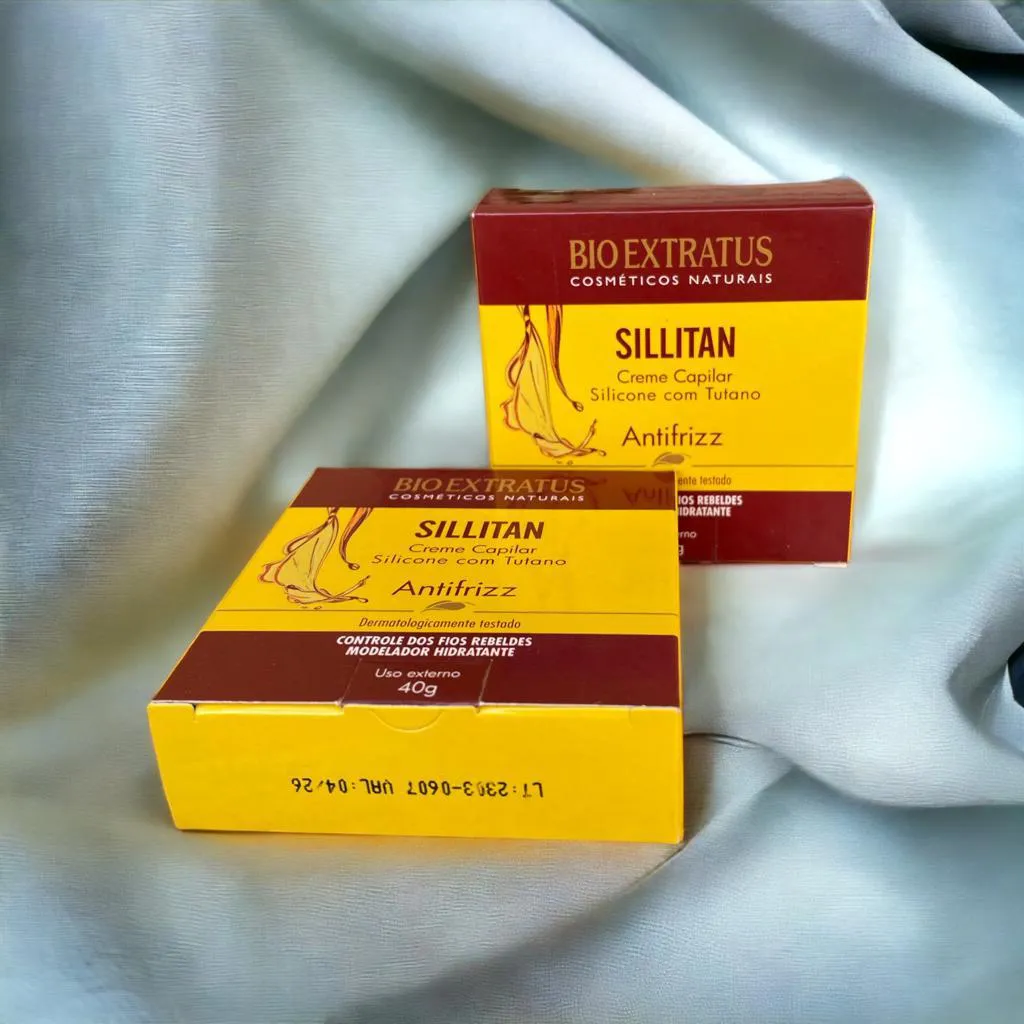 BIO EXTRATUS
COSMÉTICOS NATURAIS
SILLITAN
Creme Capilar
Silicone com Tutano
Antifrizz
testado
REBELDES
BIO EXTRATUS
COSMÉTICOS NATURAIS
SILLITAN
Creme Capilar
Silicone com Tutano
Antifrizz
Dermatologicamente testado
CONTROLE DOS FIOS REBELDES
MODELADOR HIDRATANTE
Uso externo
40g
LT:2303-0607 VAL:04/26